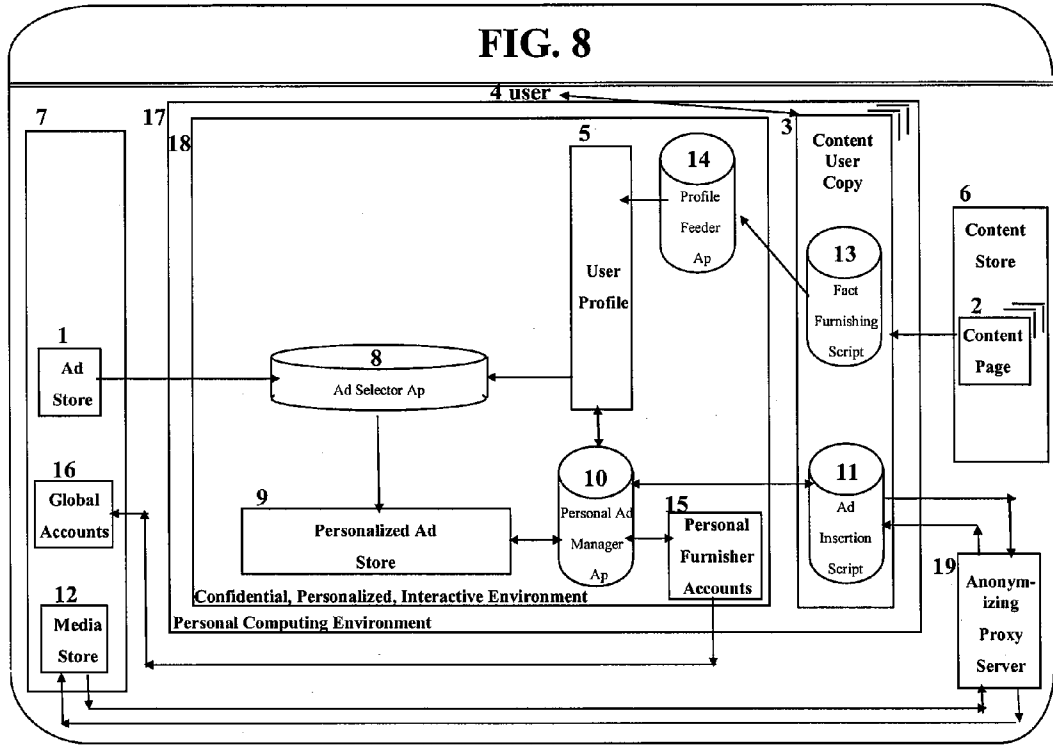 FIG. 8
4 user
7
17
18
5
14
Profile
Feeder
Ap
3
Content
User
Copy
6
Content
Store
2
Content
Page
13
Fact
Furnishing
Script
User
Profile
1
Ad
Store
8
Ad Selector Ap
16
Global
Accounts
9
Personalized Ad
Store
10
Personal Ad
Manager
Ap
15
Personal
Furnisher
Accounts
11
Ad
Insertion
Script
19
Anonym-
izing
Proxy
Server
12
Media
Store
Confidential, Personalized, Interactive Environment
Personal Computing Environment